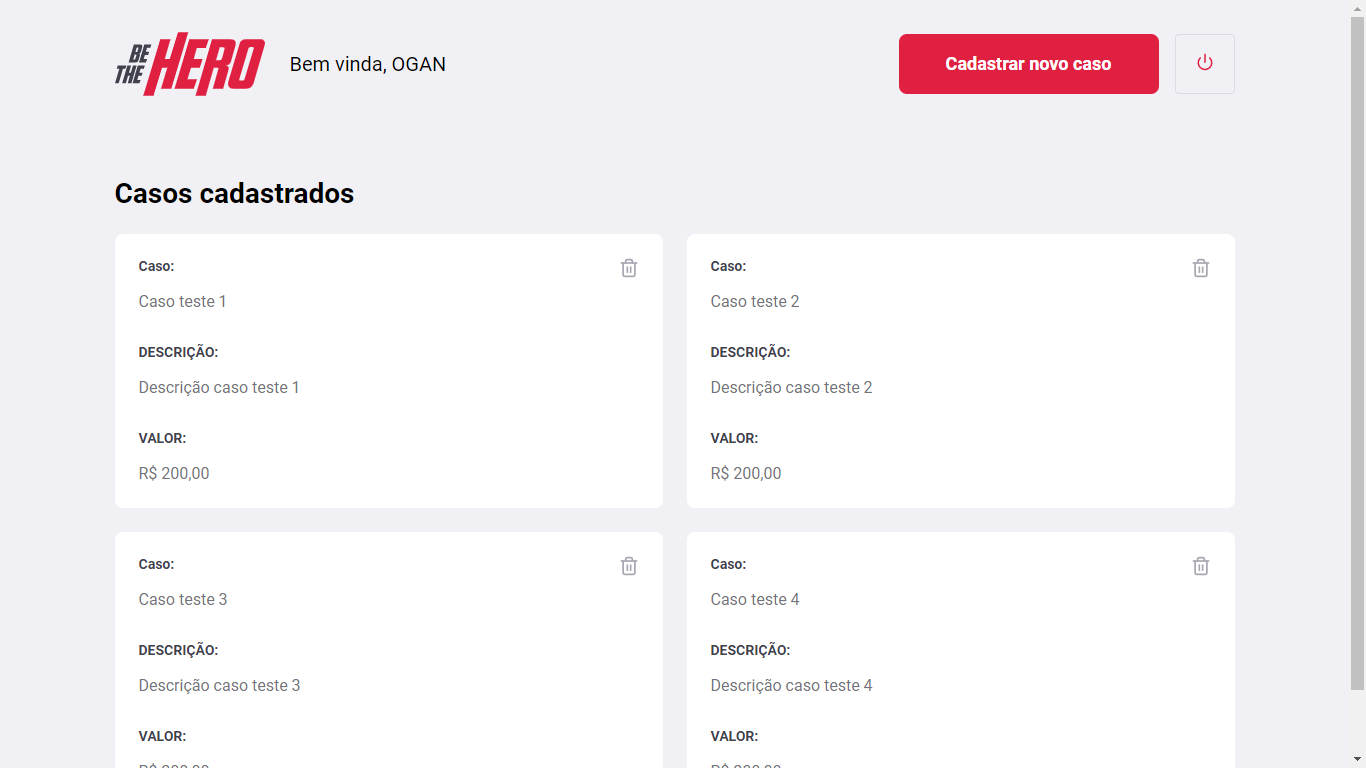 BE THE HERO
Bem vinda, OGAN
Cadastrar novo caso
Casos cadastrados
Caso:
Caso teste 1
DESCRIÇÃO:
Descrição caso teste 1
VALOR:
R$ 200,00
Caso:
Caso teste 2
DESCRIÇÃO:
Descrição caso teste 2
VALOR:
R$ 200,00
Caso:
Caso teste 3
DESCRIÇÃO:
Descrição caso teste 3
VALOR:
Caso:
Caso teste 4
DESCRIÇÃO:
Descrição caso teste 4
VALOR: